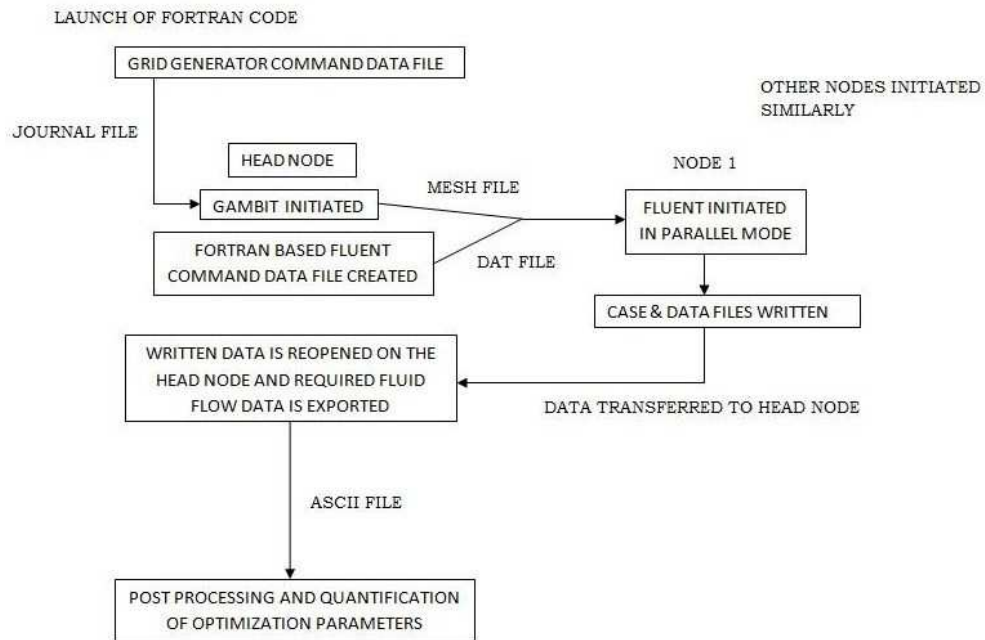 LAUNCH OF FORTRAN CODE
GRID GENERATOR COMMAND DATA FILE
OTHER NODES INITIATED
SIMILARLY
JOURNAL FILE
HEAD NODE
NODE 1
MESH FILE
GAMBIT INITIATED
FLUENT INITIATED
IN PARALLEL MODE
FORTRAN BASED FLUENT
COMMAND DATA FILE CREATED
DAT FILE
CASE & DATA FILES WRITTEN
WRITTEN DATA IS REOPENED ON THE
HEAD NODE AND REQUIRED FLUID
FLOW DATA IS EXPORTED
DATA TRANSFERRED TO HEAD NODE
ASCII FILE
POST PROCESSING AND QUANTIFICATION
OF OPTIMIZATION PARAMETERS